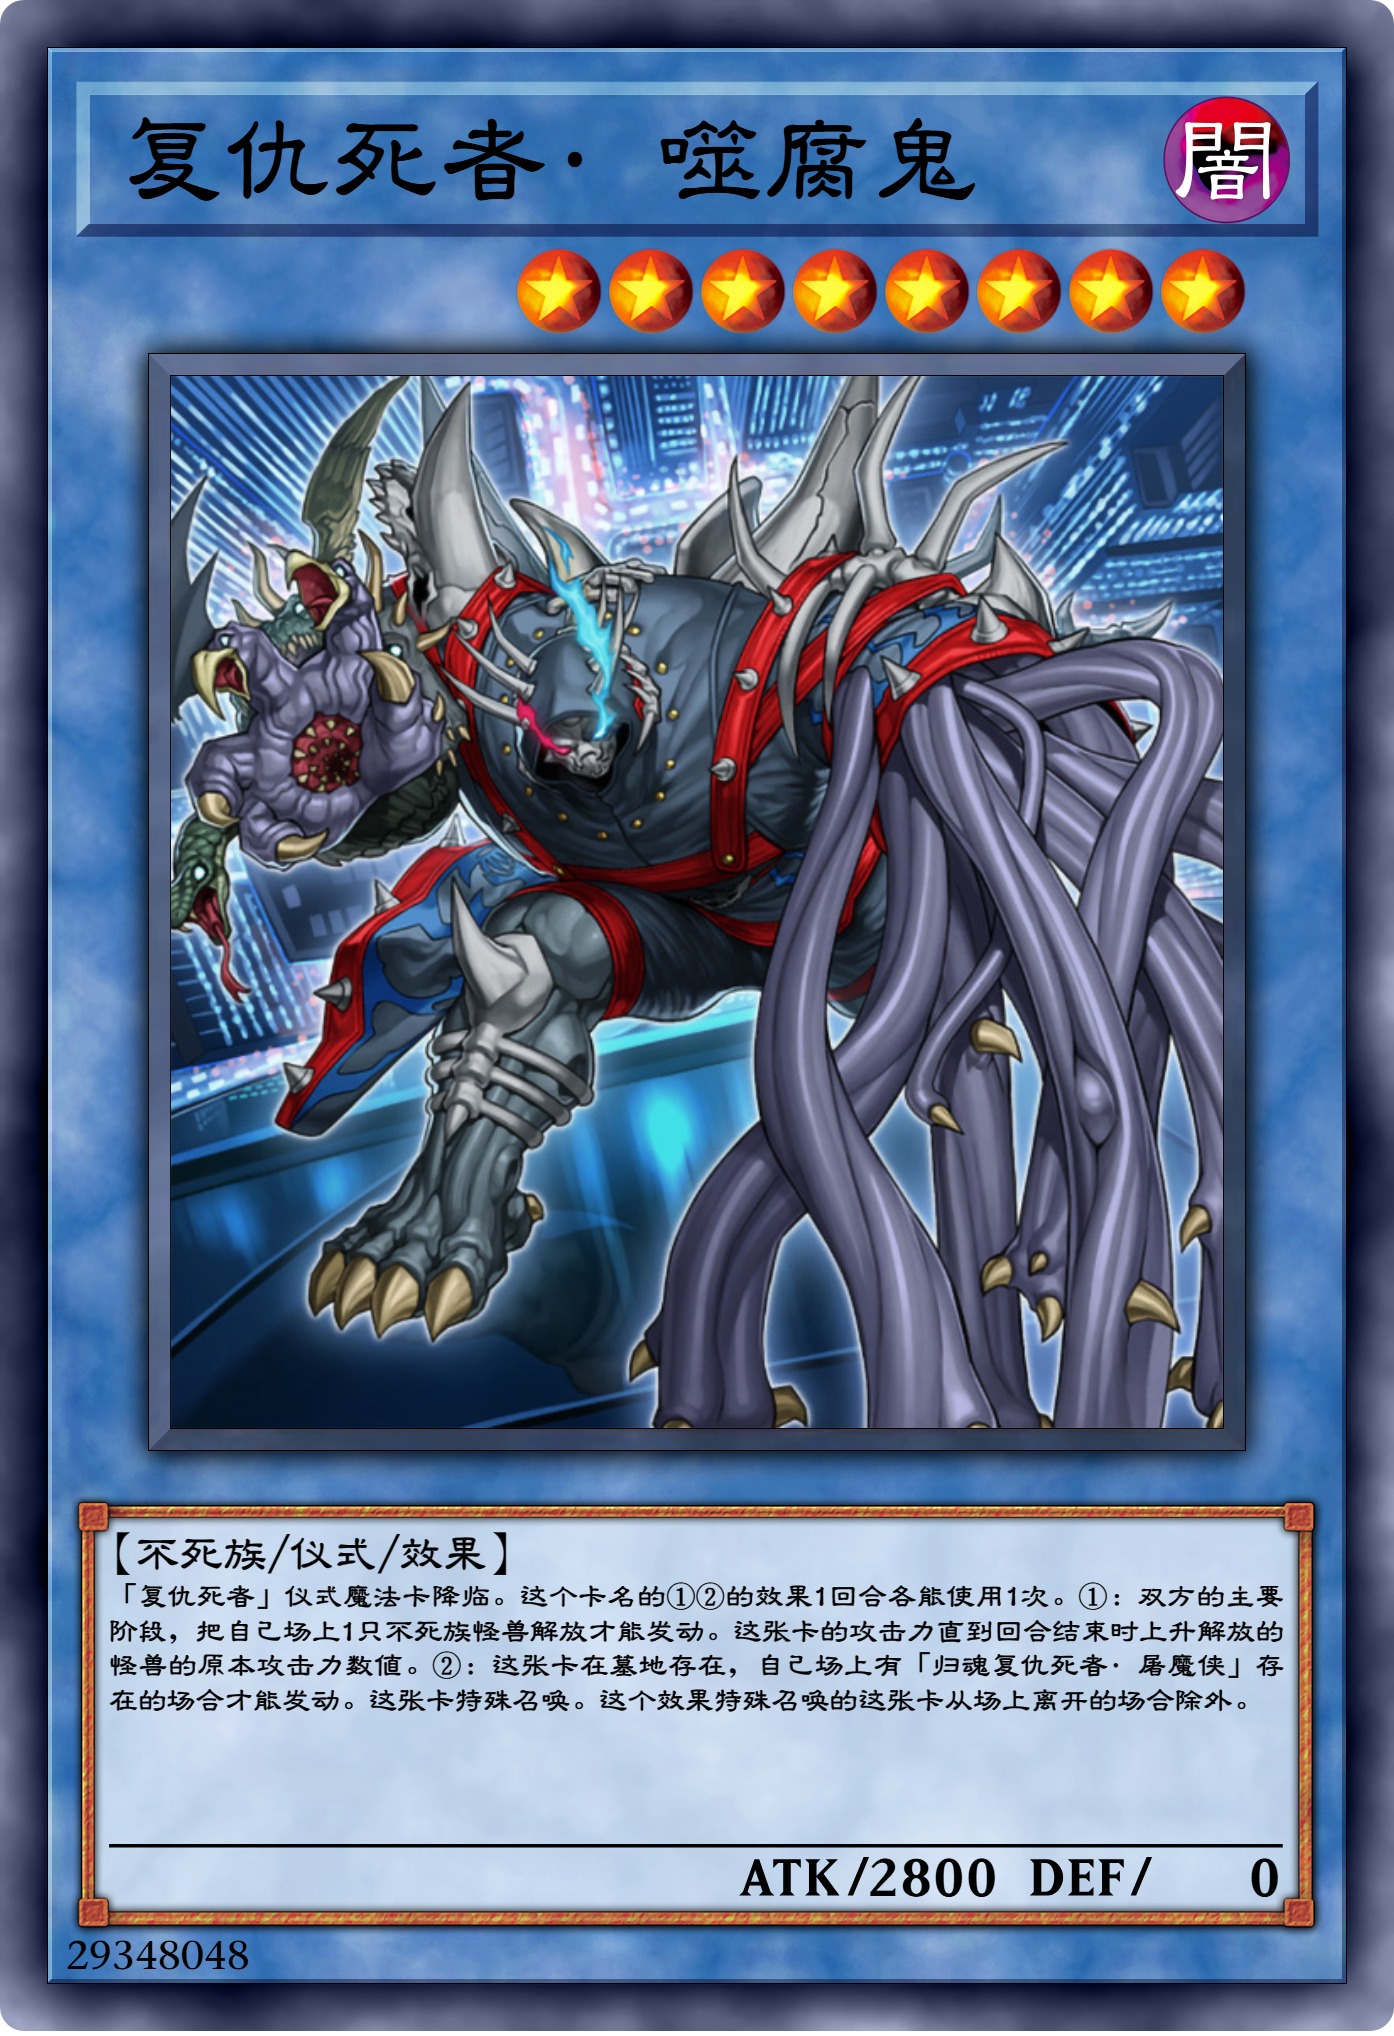 复仇死者· 噬腐鬼
闇
【不死族/仪式/效果】
「复仇死者」仪式魔法卡降临。这个卡名的①②的效果1回合各能使用1次。①：双方的主要
阶段，把自己场上1只不死族怪兽解放才能发动。这张卡的攻击力直到回合结束时上升解放的
怪兽的原本攻击力数值。②：这张卡在墓地存在，自己场上有「归魂复仇死者· 屠魔侠」存
在的场合才能发动。这张卡特殊召唤。这个效果特殊召唤的这张卡从场上离开的场合除外。
ATK/2800 DEF/ 0
29348048